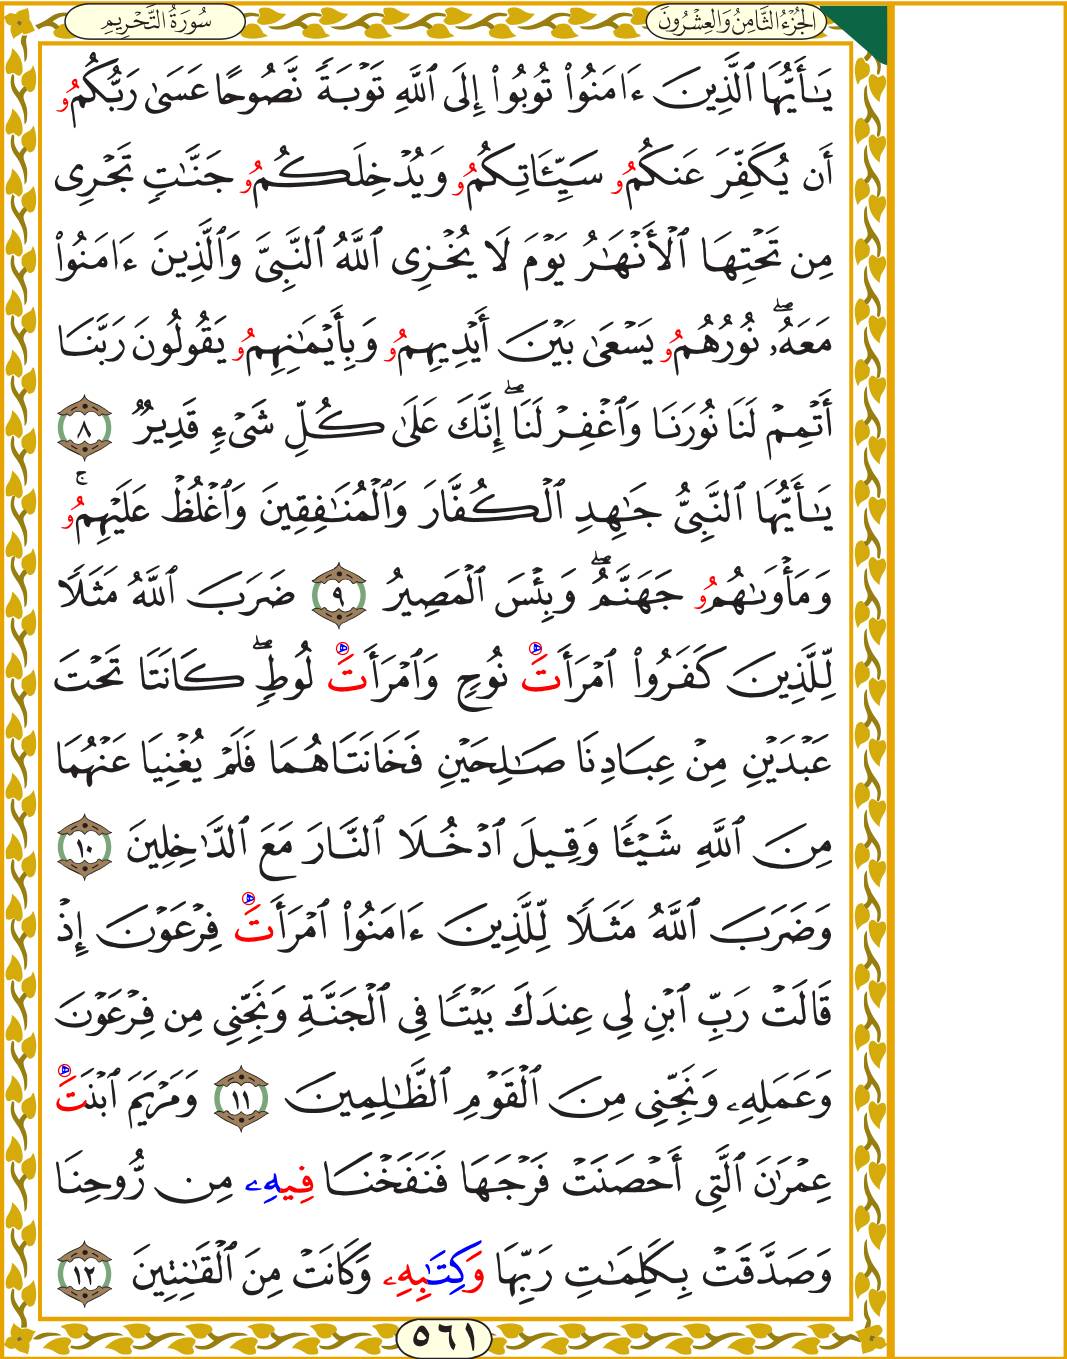 الجُزْءُ الثَّامِنُ وَالعِشْرُونَ
سُورَةُ التَّحْرِيمِ
يَٰٓأَيُّهَا ٱلَّذِينَ ءَامَنُوا۟ تُوبُوٓا۟ إِلَى ٱللَّهِ تَوْبَةً نَّصُوحًا عَسَىٰ رَبُّكُمُۥ
أَن يُكَفِّرَ عَنكُمُۥ سَيِّـَٔاتِكُمُۥ وَيُدْخِلَكُمُۥ جَنَّٰتٍ تَجْرِى
مِن تَحْتِهَا ٱلْأَنْهَٰرُ يَوْمَ لَا يُخْزِى ٱللَّهُ ٱلنَّبِىَّ وَٱلَّذِينَ ءَامَنُوا۟
مَعَهُۥۖ نُورُهُمُۥ يَسْعَىٰ بَيْنَ أَيْدِيهِمُۥ وَبِأَيْمَٰنِهِمُۥ يَقُولُونَ رَبَّنَا
أَتْمِمْ لَنَا نُورَنَا وَٱغْفِرْ لَنَاۖ إِنَّكَ عَلَىٰ كُلِّ شَىْءٍ قَدِيرٌ ٨
يَٰٓأَيُّهَا ٱلنَّبِىُّ جَٰهِدِ ٱلْكُفَّارَ وَٱلْمُنَٰفِقِينَ وَٱغْلُظْ عَلَيْهِمُۥۚ
وَمَأْوَىٰهُمُۥ جَهَنَّمُۖ وَبِئْسَ ٱلْمَصِيرُ ٩ ضَرَبَ ٱللَّهُ مَثَلًا
لِّلَّذِينَ كَفَرُوا۟ ٱمْرَأَتَ نُوحٍ وَٱمْرَأَتَ لُوطٍۖ كَانَتَا تَحْتَ
عَبْدَيْنِ مِنْ عِبَادِنَا صَٰلِحَيْنِ فَخَانَتَاهُمَا فَلَمْ يُغْنِيَا عَنْهُمَا
مِنَ ٱللَّهِ شَيْـًٔا وَقِيلَ ٱدْخُلَا ٱلنَّارَ مَعَ ٱلدَّٰخِلِينَ ١٠
وَضَرَبَ ٱللَّهُ مَثَلًا لِّلَّذِينَ ءَامَنُوا۟ ٱمْرَأَتَ فِرْعَوْنَ إِذْ
قَالَتْ رَبِّ ٱبْنِ لِى عِندَكَ بَيْتًا فِى ٱلْجَنَّةِ وَنَجِّنِى مِن فِرْعَوْنَ
وَعَمَلِهِۦ وَنَجِّنِى مِنَ ٱلْقَوْمِ ٱلظَّٰلِمِينَ ١١ وَمَرْيَمَ ٱبْنَتَ
عِمْرَٰنَ ٱلَّتِىٓ أَحْصَنَتْ فَرْجَهَا فَنَفَخْنَا فِيهِۦ مِن رُّوحِنَا
وَصَدَّقَتْ بِكَلِمَٰتِ رَبِّهَا وَكِتَٰبِهِۦ وَكَانَتْ مِنَ ٱلْقَٰنِتِينَ ١٢
٥٦١